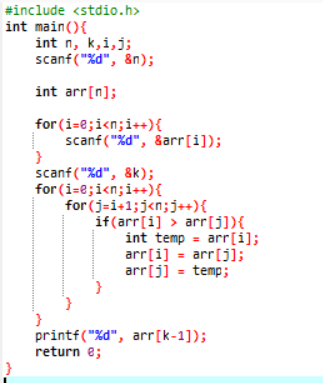 #include <stdio.h>
int main(){
    int n, k,i,j;
    scanf("%d", &n);

    int arr[n];

    for(i=0;i<n;i++){
        scanf("%d", &arr[i]);
    }
    scanf("%d", &k);
    for(i=0;i<n;i++){
        for(j=i+1;j<n;j++){
            if(arr[i] > arr[j]){
                int temp = arr[i];
                arr[i] = arr[j];
                arr[j] = temp;
            }
        }
    }
    printf("%d", arr[k-1]);
    return 0;
}